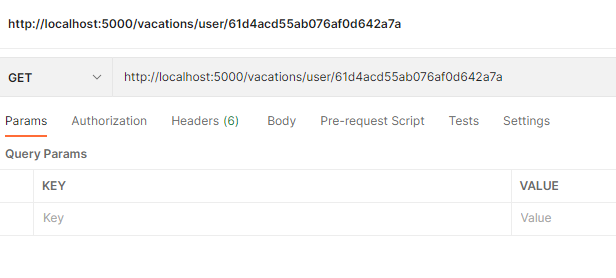 http://localhost:5000/vacations/user/61d4acd55ab076af0d642a7a
GET http://localhost:5000/vacations/user/61d4acd55ab076af0d642a7a
Params Authorization Headers (6) Body Pre-request Script Tests Settings
Query Params
KEY VALUE
Key Value